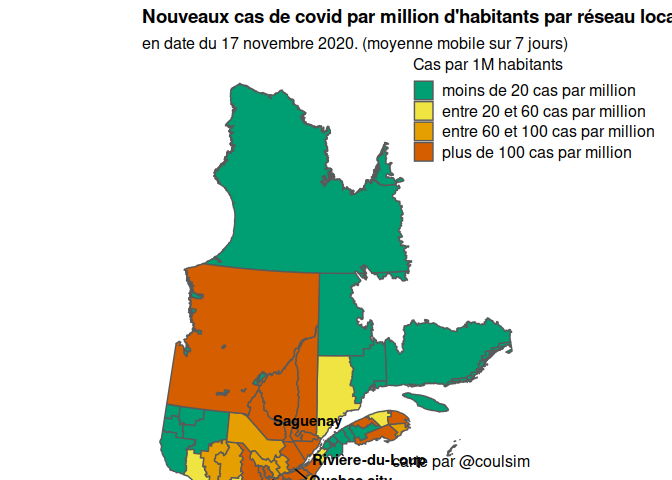 Nouveaux cas de covid par million d'habitants par réseau loca
en date du 17 novembre 2020. (moyenne mobile sur 7 jours)
Cas par 1M habitants
moins de 20 cas par million
entre 20 et 60 cas par million
entre 60 et 100 cas par million
plus de 100 cas par million
Saguenay
Rivière-du-Loup
carte par @coulsim
Quebec city